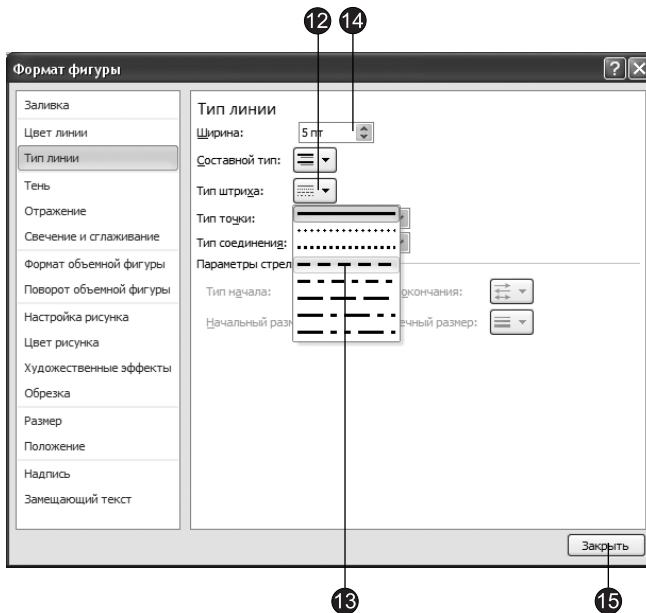 12 14
Формат фигуры
Заливка
Цвет линии
Тип линии
Тень
Отражение
Свечение и сглаживание
Формат объемной фигуры
Поворот объемной фигуры
Настройка рисунка
Цвет рисунка
Художественные эффекты
Обрезка
Размер
Положение
Надпись
Замещающий текст
Тип линии
Ширина: 5 пт
Составной тип:
Тип штриха:
Тип точки:
Тип соединения:
Параметры стрел
Тип начала: окончания:
Начальный разм ечный размер:
Закрыть
13 15